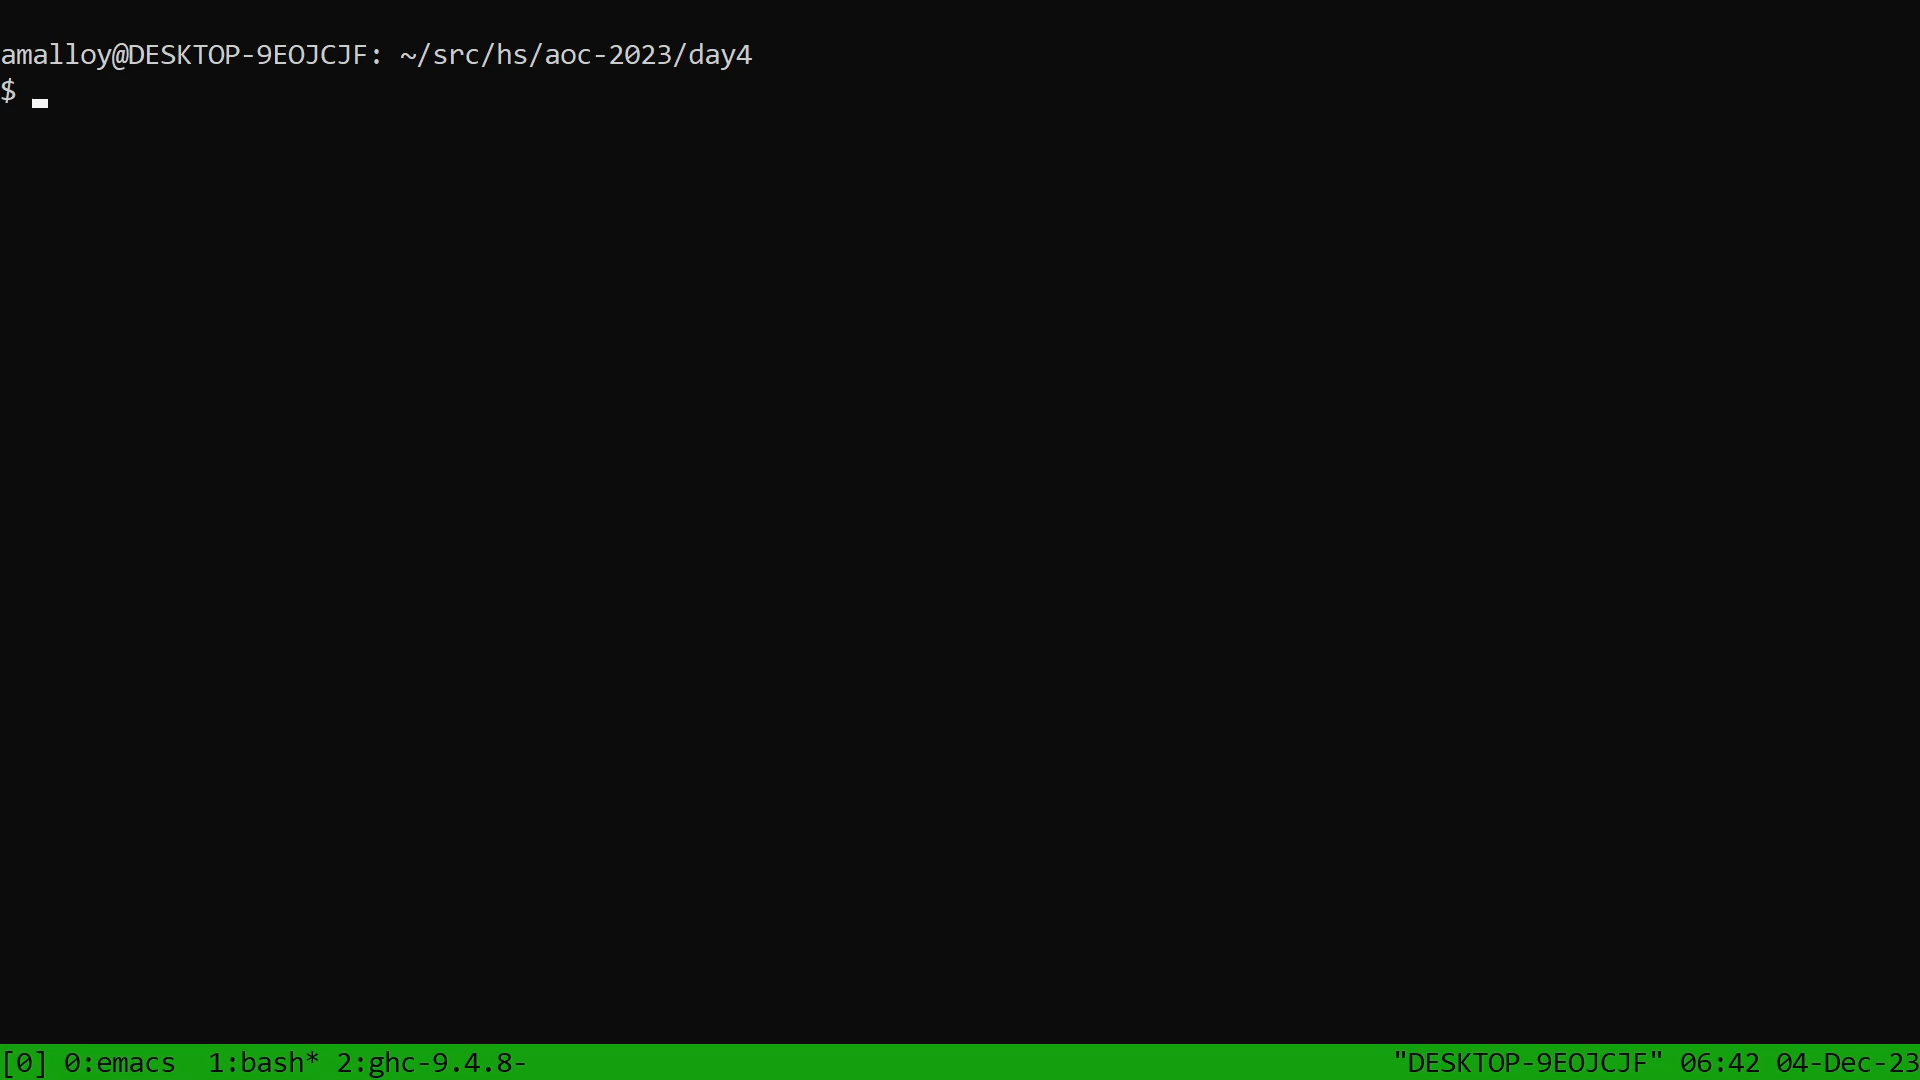 amalloy@DESKTOP-9EOJCJF: ~/src/hs/aoc-2023/day4
$
[0] 0:emacs  1:bash* 2:ghc-9.4.8-  "DESKTOP-9EOJCJF" 06:42 04-Dec-23